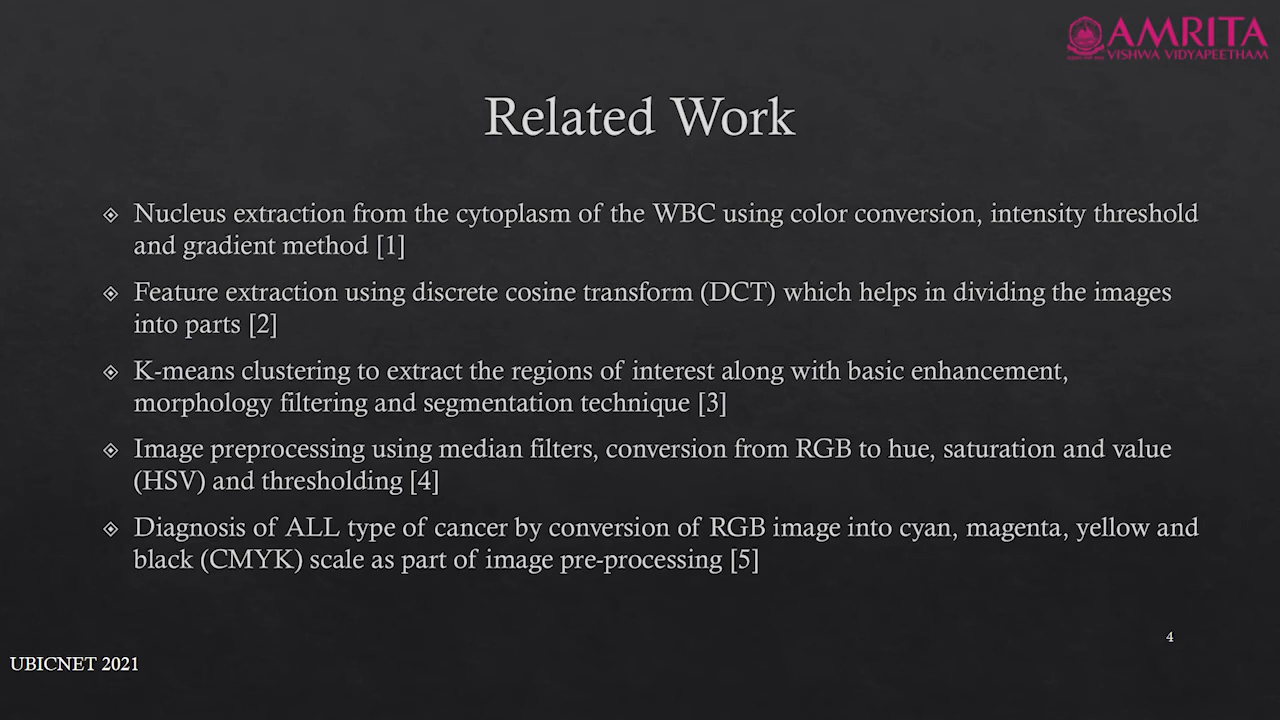 AMRITA
VISHWA VIDYAPEETHAM
Related Work
Nucleus extraction from the cytoplasm of the WBC using color conversion, intensity threshold
and gradient method [1]
Feature extraction using discrete cosine transform (DCT) which helps in dividing the images
into parts [2]
K-means clustering to extract the regions of interest along with basic enhancement,
morphology filtering and segmentation technique [3]
Image preprocessing using median filters, conversion from RGB to hue, saturation and value
(HSV) and thresholding [4]
Diagnosis of ALL type of cancer by conversion of RGB image into cyan, magenta, yellow and
black (CMYK) scale as part of image pre-processing [5]
4
UBICNET 2021